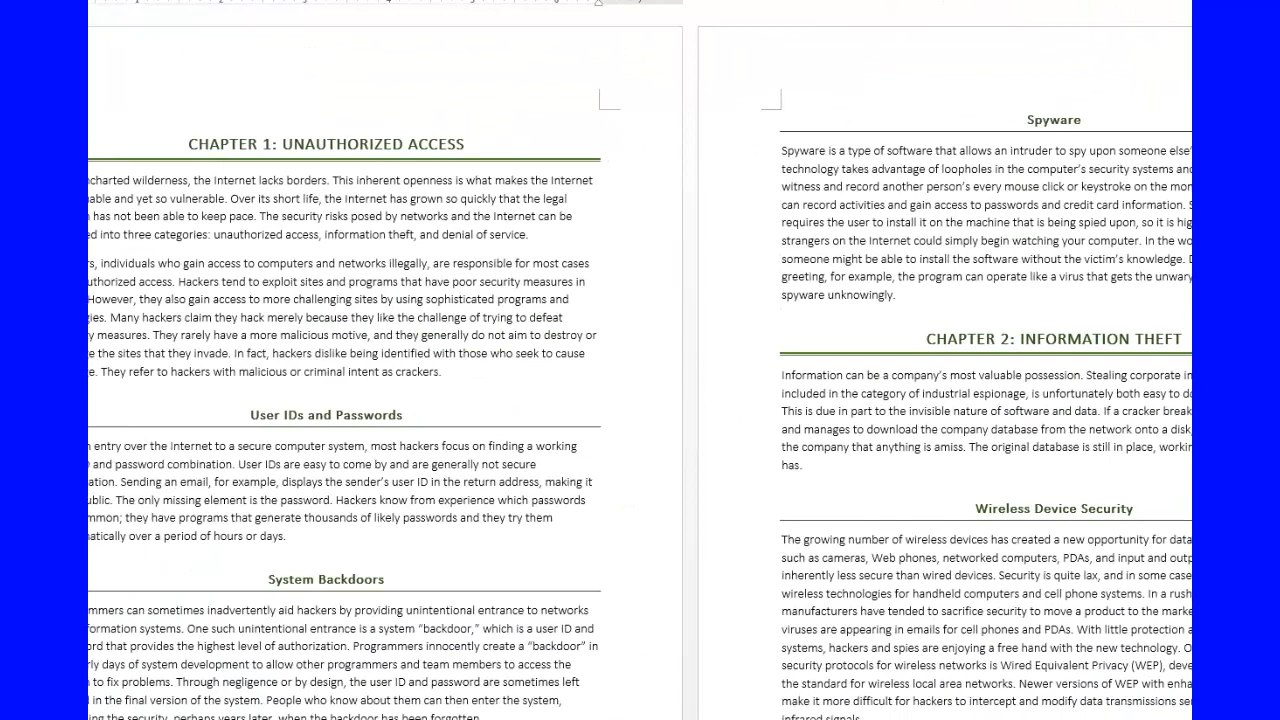 CHAPTER 1: UNAUTHORIZED ACCESS
wilderness, the Internet lacks borders. This inherent openness is what makes the Internet
and yet so vulnerable. Over its short life, the Internet has grown so quickly that the legal
has not been able to keep pace. The security risks posed by networks and the Internet can be
into three categories: unauthorized access, information theft, and denial of service.
individuals who gain access to computers and networks illegally, are responsible for most cases
access. Hackers tend to exploit sites and programs that have poor security measures in
However, they also gain access to more challenging sites by using sophisticated programs and
Many hackers claim they hack merely because they like the challenge of trying to defeat
measures. They rarely have a more malicious motive, and they generally do not aim to destroy or
the sites that they invade. In fact, hackers dislike being identified with those who seek to cause
They refer to hackers with malicious or criminal intent as crackers.
User IDs and Passwords
entry over the Internet to a secure computer system, most hackers focus on finding a working
and password combination. User IDs are easy to come by and are generally not secure
Sending an email, for example, displays the sender’s user ID in the return address, making it
The only missing element is the password. Hackers know from experience which passwords
they have programs that generate thousands of likely passwords and they try them
over a period of hours or days.
System Backdoors
can sometimes inadvertently aid hackers by providing unintentional entrance to networks
systems. One such unintentional entrance is a system “backdoor,” which is a user ID and
that provides the highest level of authorization. Programmers innocently create a “backdoor” in
days of system development to allow other programmers and team members to access the
to fix problems. Through negligence or by design, the user ID and password are sometimes left
in the final version of the system. People who know about them can then enter the system,
the security, perhaps years later, when the backdoor has been forgotten.
Spyware
Spyware is a type of software that allows an intruder to spy upon someone else’
technology takes advantage of loopholes in the computer’s security systems and
witness and record another person’s every mouse click or keystroke on the
can record activities and gain access to passwords and credit card information.
requires the user to install it on the machine that is being spied upon, so it is
strangers on the Internet could simply begin watching your computer. In the
someone might be able to install the software without the victim’s knowledge.
greeting, for example, the program can operate like a virus that gets the unwary
spyware unknowingly.
CHAPTER 2: INFORMATION THEFT
Information can be a company’s most valuable possession. Stealing corporate
included in the category of industrial espionage, is unfortunately both easy to
This is due in part to the invisible nature of software and data. If a cracker
and manages to download the company database from the network onto a disk,
the company that anything is amiss. The original database is still in place,
has.
Wireless Device Security
The growing number of wireless devices has created a new opportunity for data
such as cameras, Web phones, networked computers, PDAs, and input and
inherently less secure than wired devices. Security is quite lax, and in some
wireless technologies for handheld computers and cell phone systems. In a rush
manufacturers have tended to sacrifice security to move a product to the
viruses are appearing in emails for cell phones and PDAs. With little protection
systems, hackers and spies are enjoying a free hand with the new technology.
security protocols for wireless networks is Wired Equivalent Privacy (WEP),
the standard for wireless local area networks. Newer versions of WEP with
make it more difficult for hackers to intercept and modify data transmissions
infrared signals.